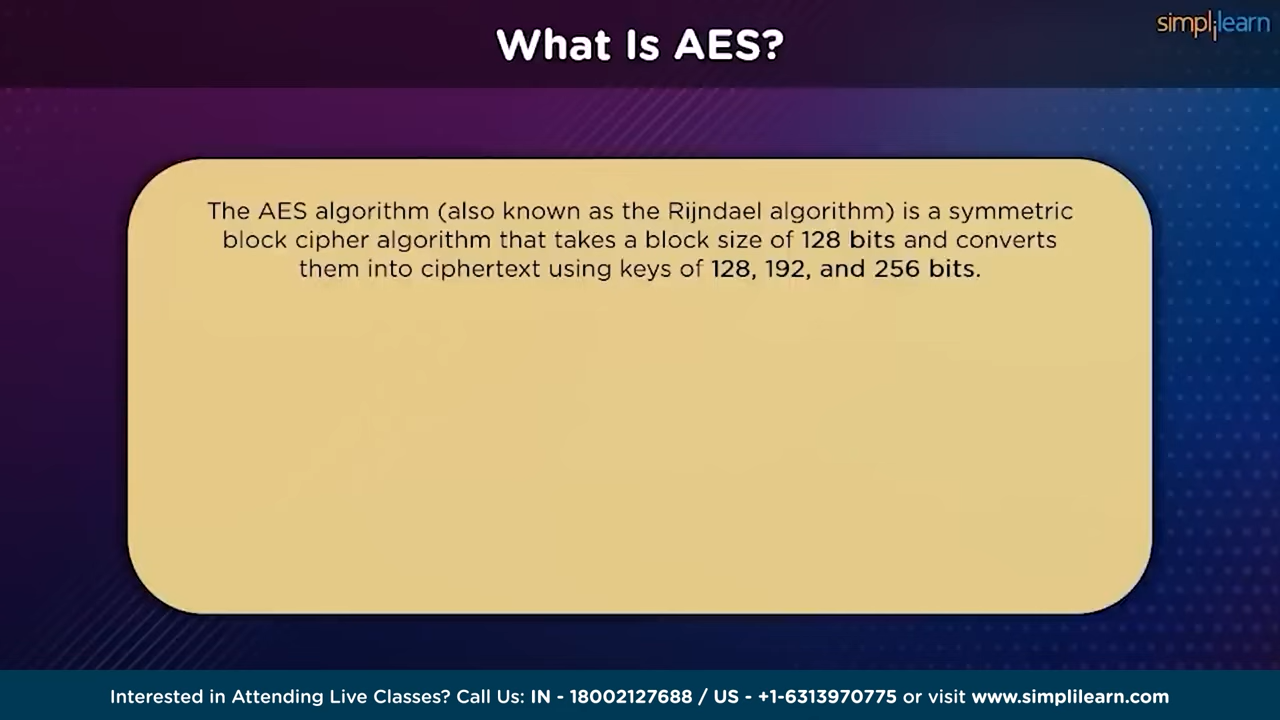 What Is AES?
simplilearn
The AES algorithm (also known as the Rijndael algorithm) is a symmetric
block cipher algorithm that takes a block size of 128 bits and converts
them into ciphertext using keys of 128, 192, and 256 bits.
Interested in Attending Live Classes? Call Us: IN - 18002127688 / US - +1-6313970775 or visit www.simplilearn.com